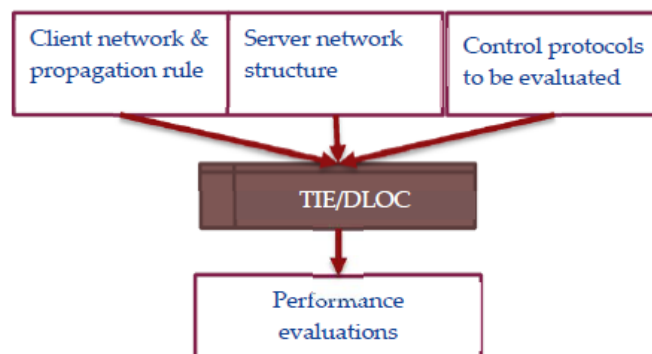 Client network &
propagation rule
Server network
structure
Control protocols
to be evaluated
TIE/DLOC
Performance
evaluations